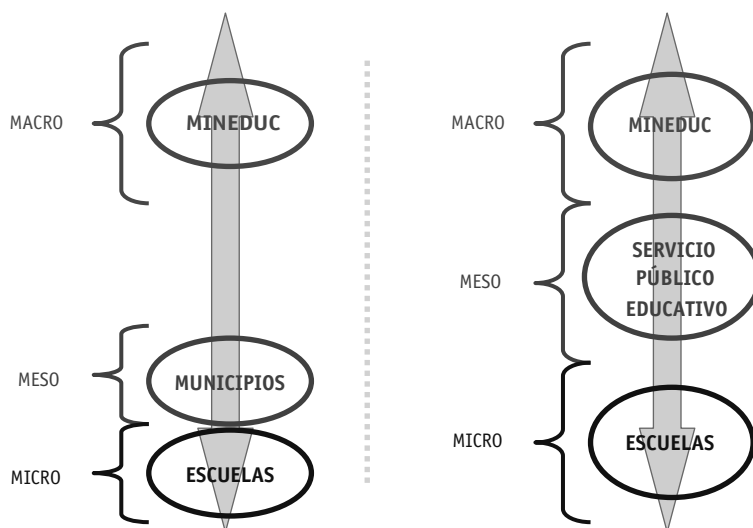 MACRO
MINEDUC
MESO
MUNICIPIOS
MICRO
ESCUELAS
MACRO
MINEDUC
MESO
SERVICIO
PÚBLICO
EDUCATIVO
MICRO
ESCUELAS